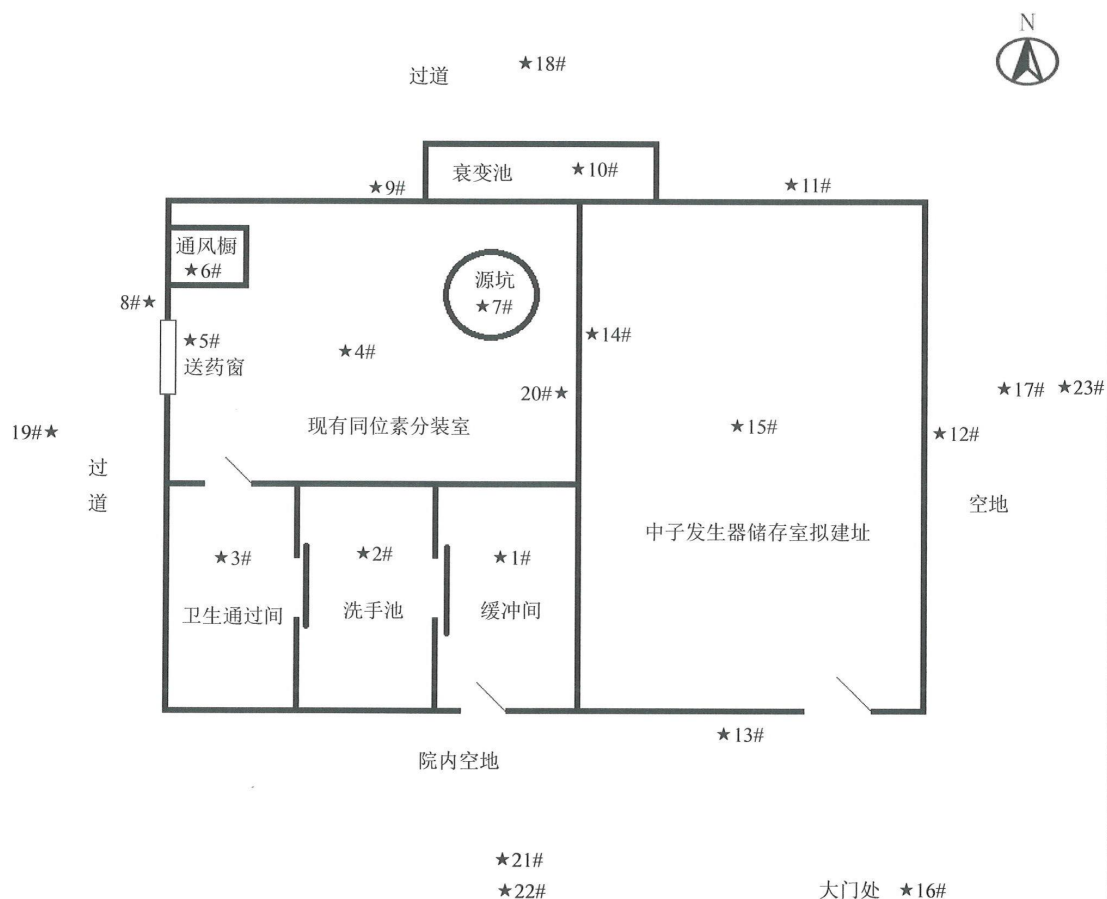 N
过道 ★18#
衰变池 ★10#
★9#
★11#
通风橱
★6#
源坑
★7#
8#★
★5#
送药窗
★4#
★14#
20#★
★17# ★23#
现有同位素分装室
★15#
19#★
★12#
过
道
空地
中子发生器储存室拟建址
★3#
★2#
★1#
卫生通过间
洗手池
缓冲间
★13#
院内空地
★21#
★22#
大门处 ★16#